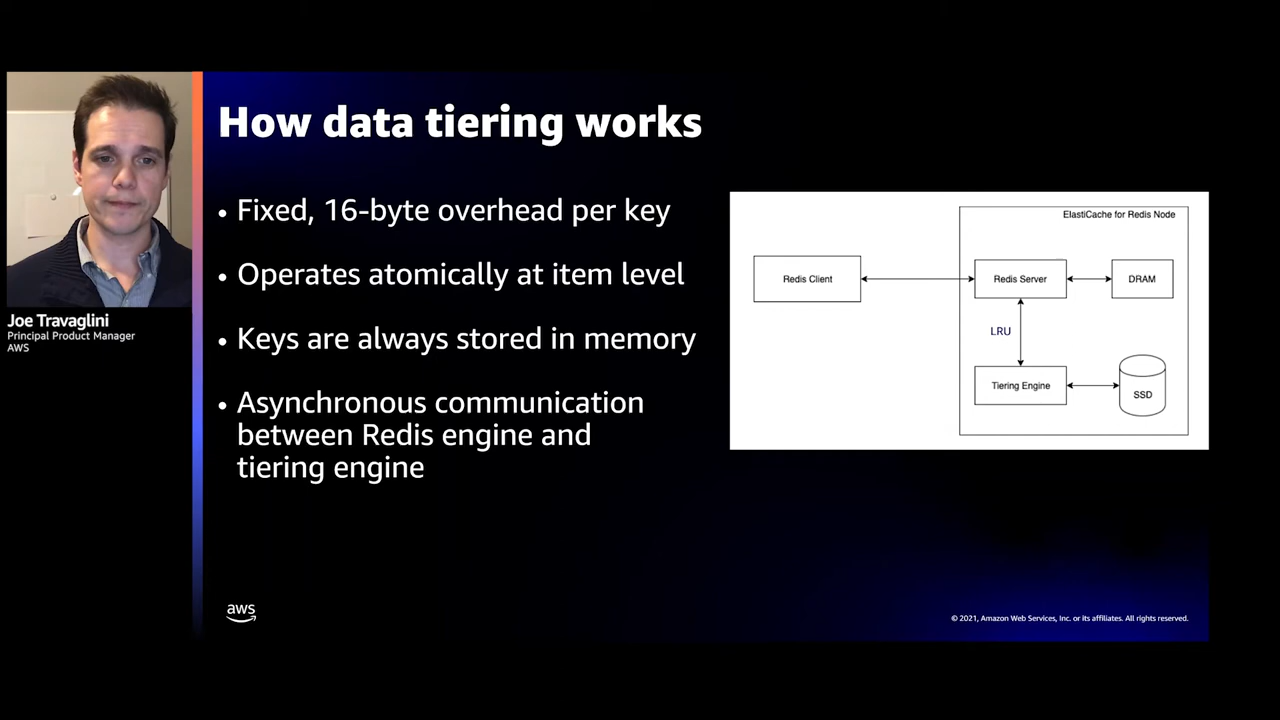 How data tiering works
• Fixed, 16-byte overhead per key
• Operates atomically at item level
• Keys are always stored in memory
• Asynchronous communication
between Redis engine and
tiering engine
Joe Travaglini
Principal Product Manager
AWS
ElastiCache for Redis Node
Redis Client
Redis Server
DRAM
LRU
Tiering Engine
SSD
aws
© 2021, Amazon Web Services, Inc. or its affiliates. All rights reserved.